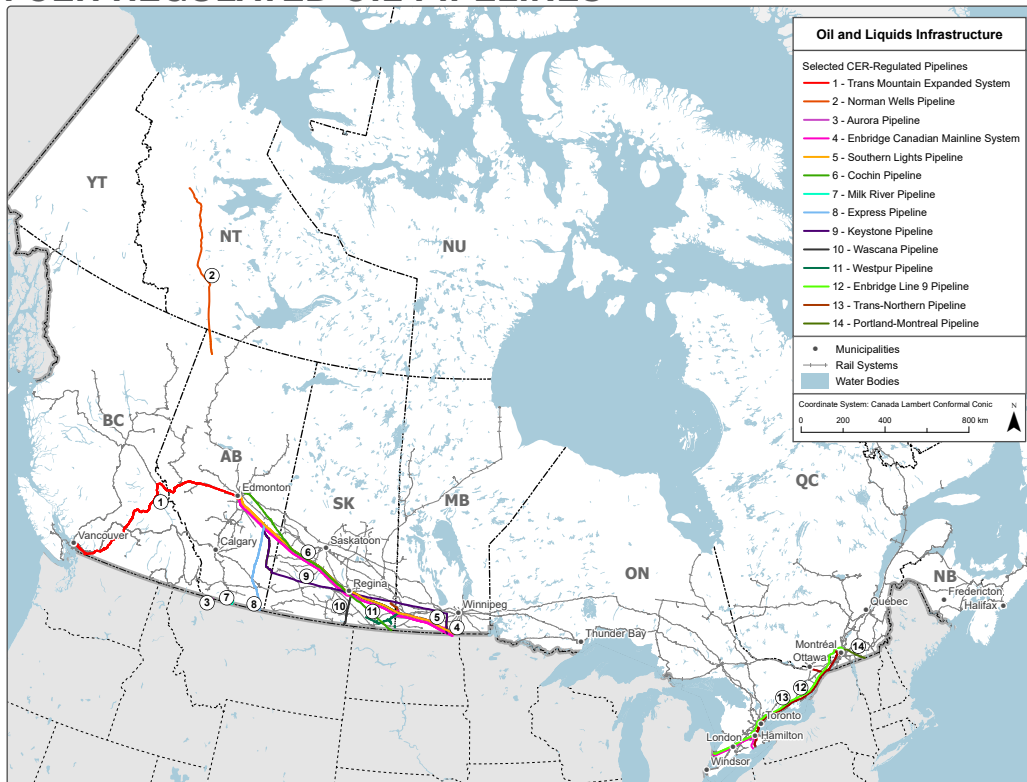 Oil and Liquids Infrastructure
Selected CER-Regulated Pipelines
1 - Trans Mountain Expanded System
2 - Norman Wells Pipeline
3 - Aurora Pipeline
4 - Enbridge Canadian Mainline System
5 - Southern Lights Pipeline
6 - Cochin Pipeline
7 - Milk River Pipeline
8 - Express Pipeline
9 - Keystone Pipeline
10 - Wascana Pipeline
11 - Westpur Pipeline
12 - Enbridge Line 9 Pipeline
13 - Trans-Northern Pipeline
14 - Portland-Montreal Pipeline
Municipalities
Rail Systems
Water Bodies
Coordinate System: Canada Lambert Conformal Conic
N
0 200 400 800 km
YT
NT
NU
2
BC
AB
SK
MB
ON
QC
NB
1
Edmonton
Vancouver
Calgary
Saskatoon
6
9
Regina
3
7
8
10
11
5
4
Winnipeg
Thunder Bay
Québec
Fredericton
Halifax
Montréal
Ottawa
14
13
12
Toronto
London
Hamilton
Windsor